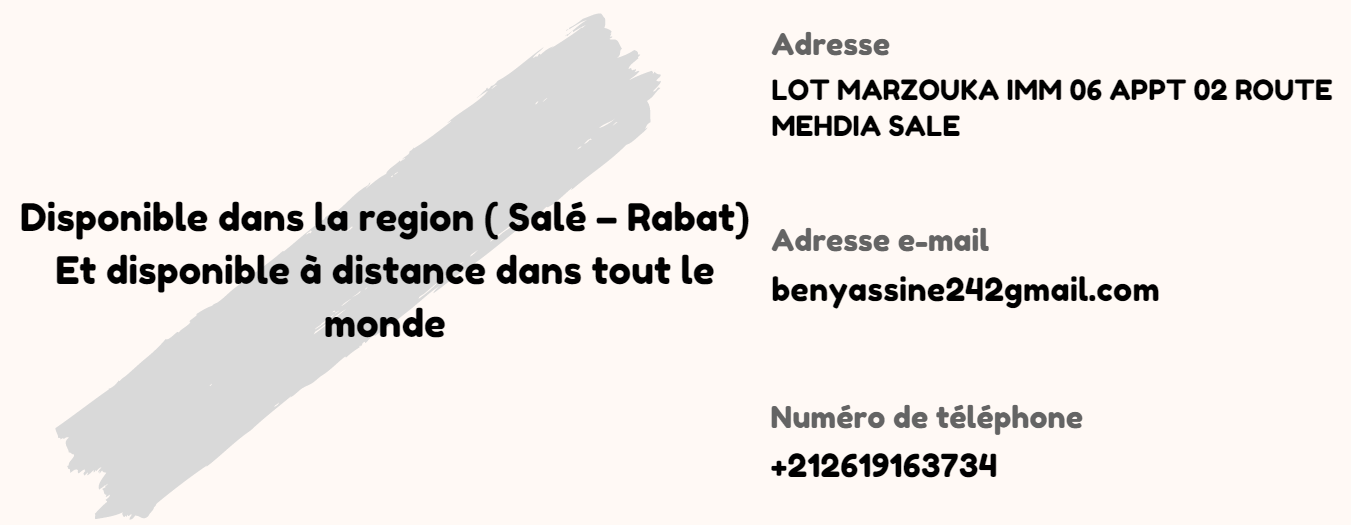 Disponible dans la region ( Salé – Rabat)
Et disponible à distance dans tout le
monde
Adresse
LOT MARZOUKA IMM 06 APPT 02 ROUTE
MEHDIA SALE
Adresse e-mail
benyassine242gmail.com
Numéro de téléphone
+212619163734